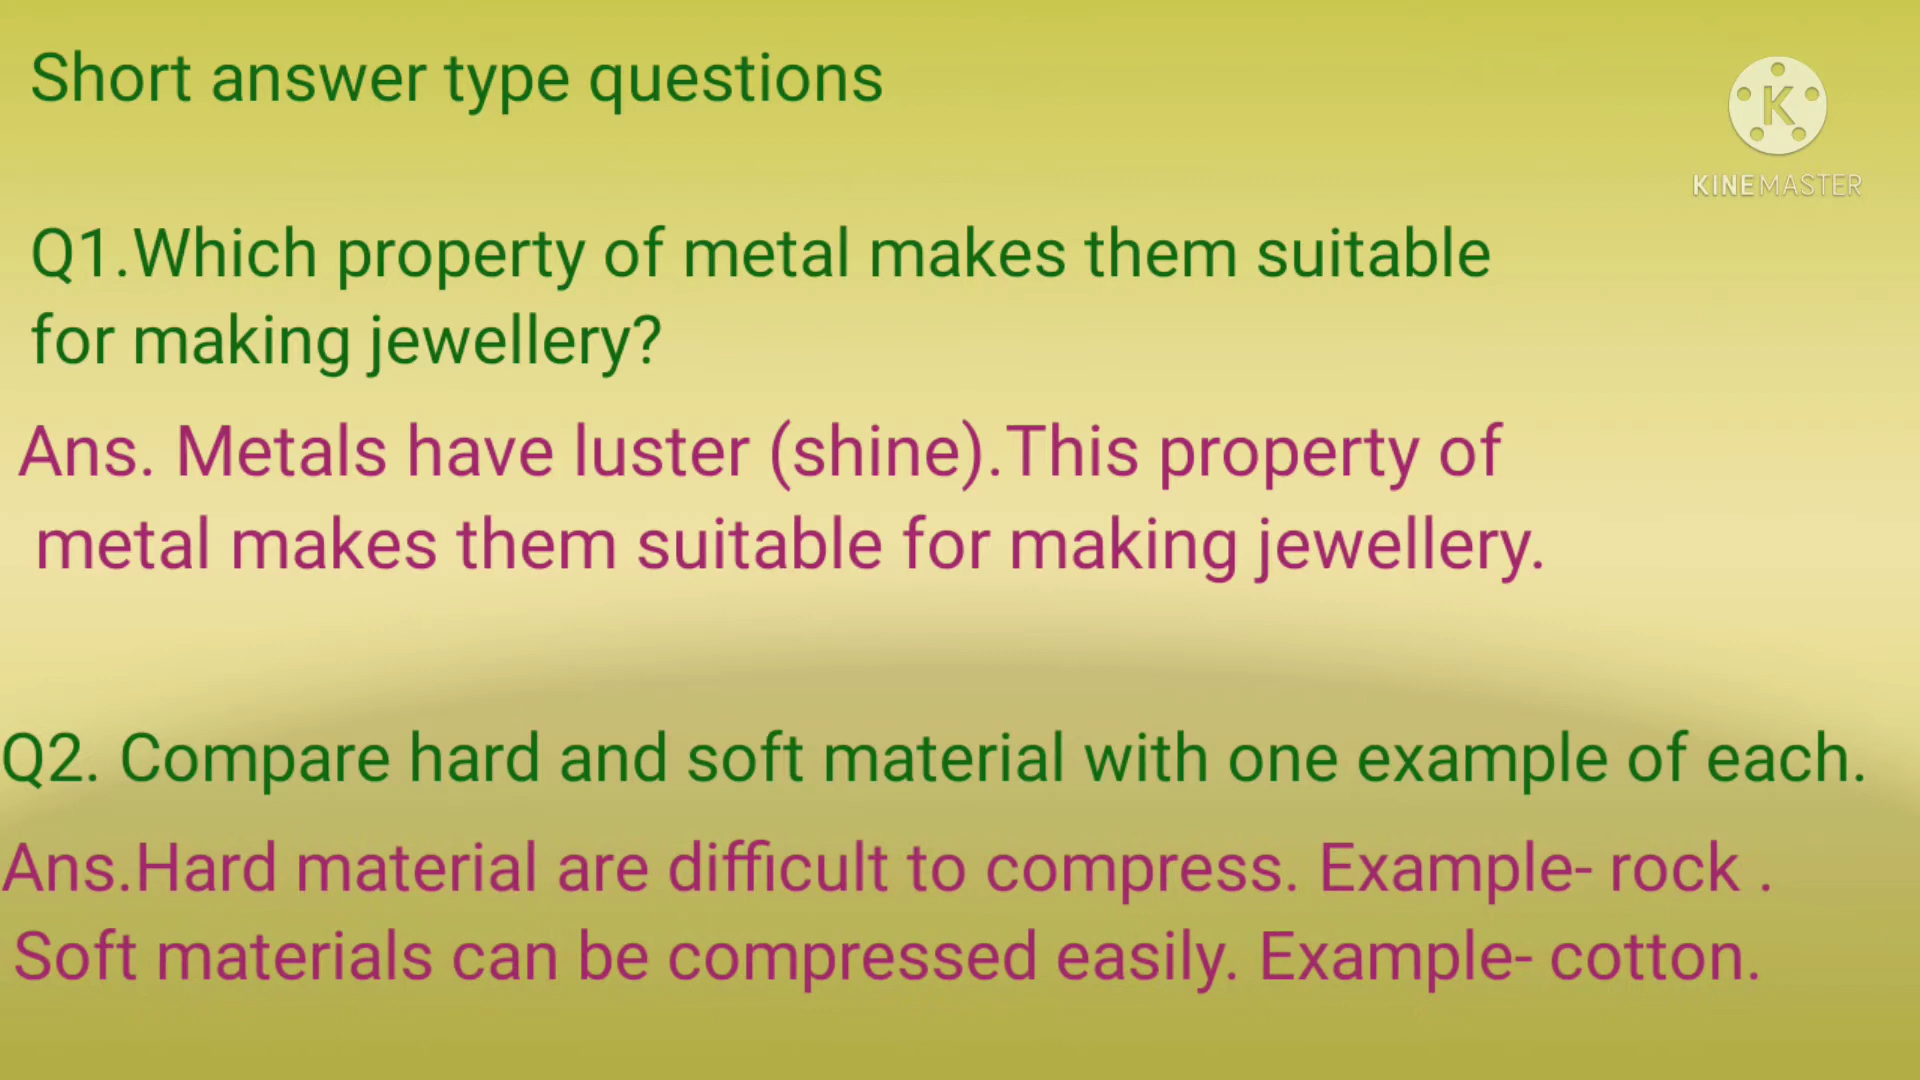 Short answer type questions
K
KINEMASTER
Q1.Which property of metal makes them suitable
for making jewellery?
Ans. Metals have luster (shine).This property of
metal makes them suitable for making jewellery.
Q2. Compare hard and soft material with one example of each.
Ans.Hard material are difficult to compress. Example- rock .
Soft materials can be compressed easily. Example- cotton.